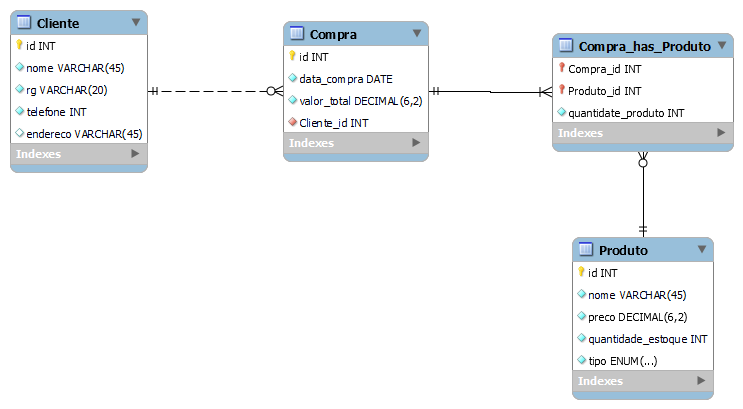 Cliente
id INT
nome VARCHAR(45)
rg VARCHAR(20)
telefone INT
endereco VARCHAR(45)
Indexes
Compra
id INT
data_compra DATE
valor_total DECIMAL(6,2)
Cliente_id INT
Indexes
Compra_has_Produto
Compra_id INT
Produto_id INT
quantidate_produto INT
Indexes
Produto
id INT
nome VARCHAR(45)
preco DECIMAL(6,2)
quantidade_estoque INT
tipo ENUM(...)
Indexes